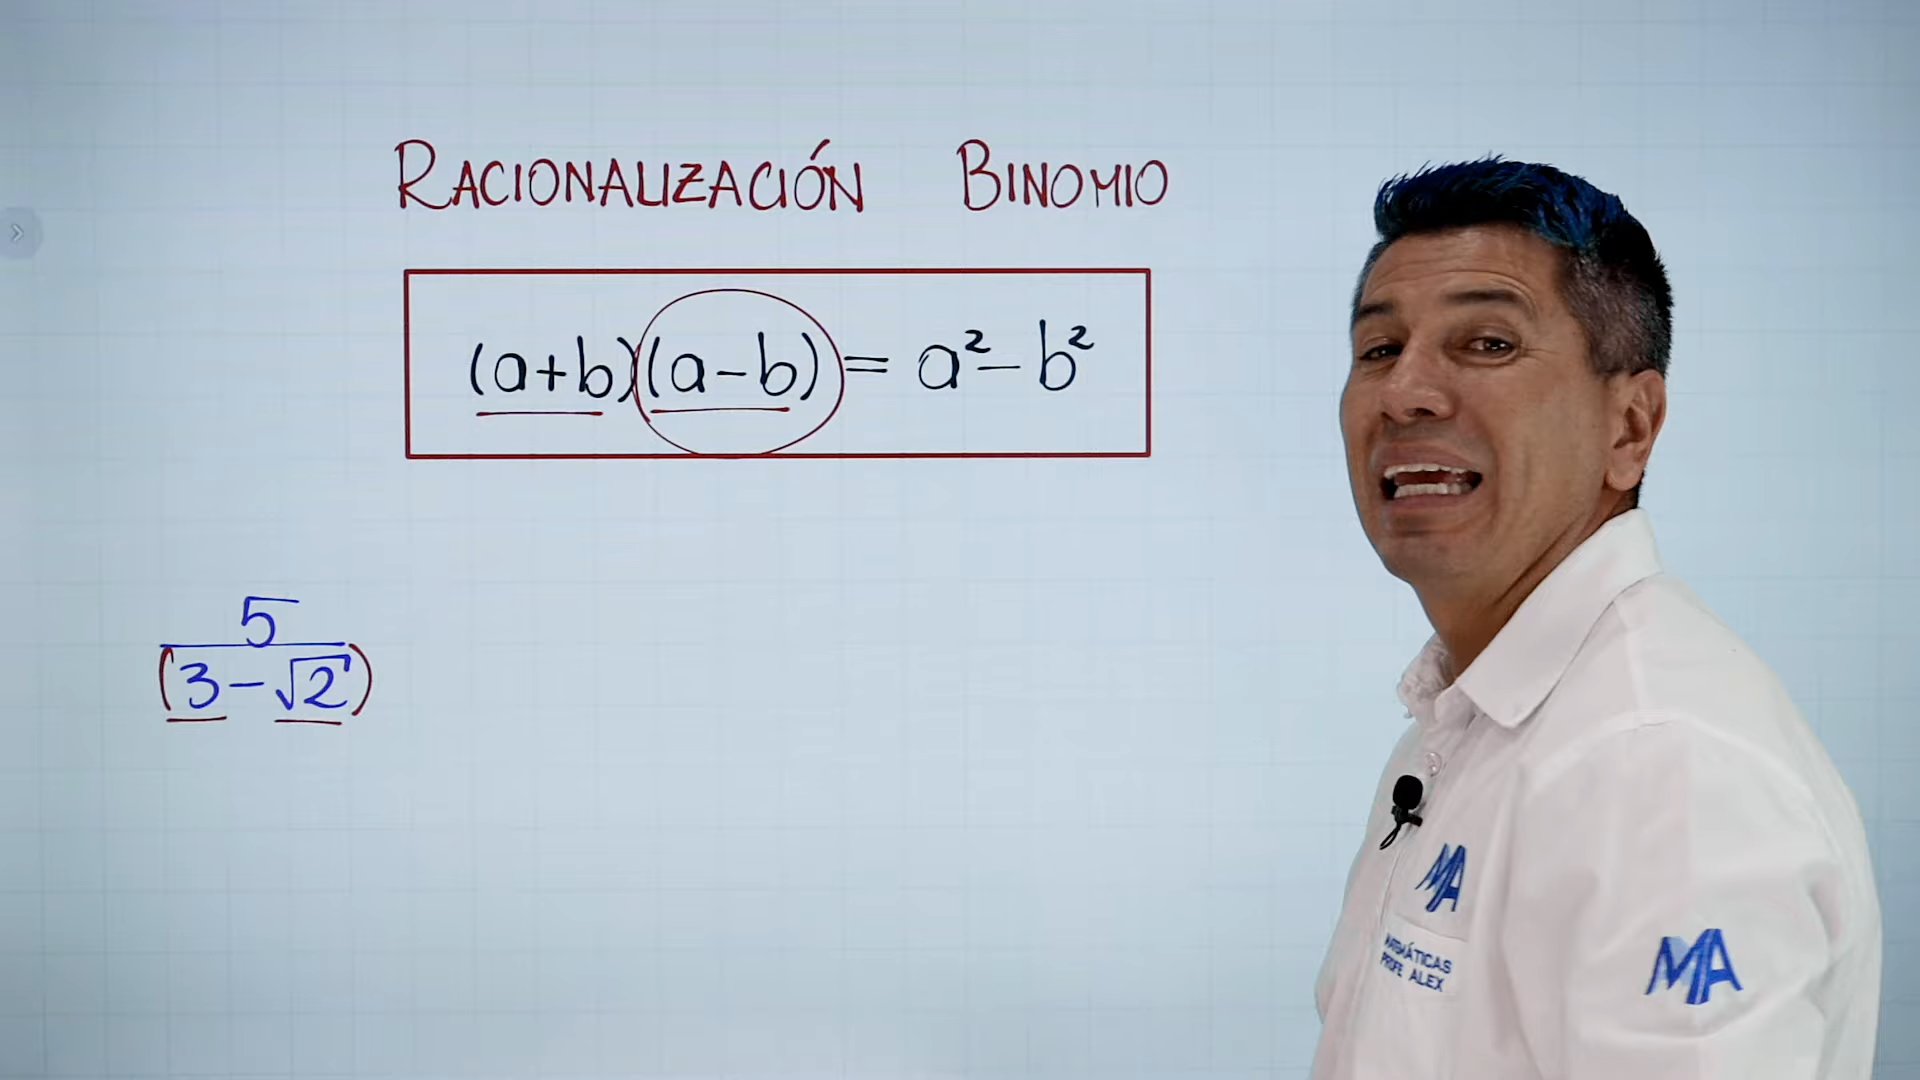 RACIONALIZACIÓN BINOMIO
(a+b)(a-b) = a²-b²
5
(3-√2)
MA
MATEMÁTICAS
PROFE ALEX
MA